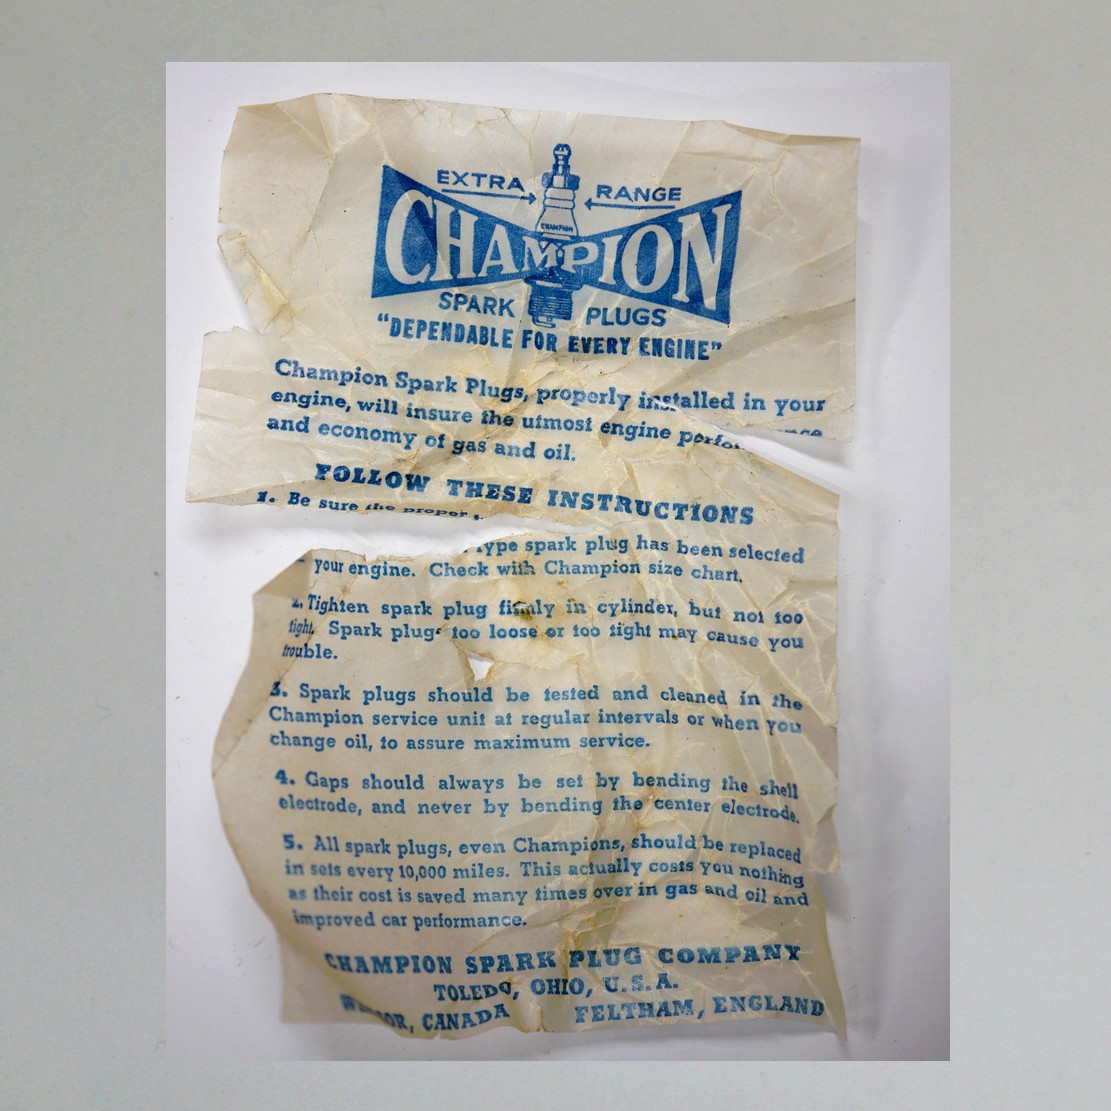 EXTRA RANGE
CHAMPION
CHAMPION
SPARK PLUGS
"DEPENDABLE FOR EVERY ENGINE"
Champion Spark Plugs, properly installed in your
engine, will insure the utmost engine
and economy of gas and oil.
FOLLOW THESE INSTRUCTIONS
1. Be sure the proper
type spark plug has been selected
your engine. Check with Champion size chart.
2. Tighten spark plug firmly in cylinder, but not too
tight. Spark plugs too loose or too tight may cause you
trouble.
3. Spark plugs should be tested and cleaned in the
Champion service unit at regular intervals or when you
change oil, to assure maximum service.
4. Gaps should always be set by bending the shell
electrode, and never by bending the center electrode.
5. All spark plugs, even Champions, should be replaced
in sets every 10,000 miles. This actually costs you nothing
as their cost is saved many times over in gas and oil and
improved car performance.
CHAMPION SPARK PLUG COMPANY
TOLEDO, OHIO, U.S.A.
CANADA FELTHAM, ENGLAND